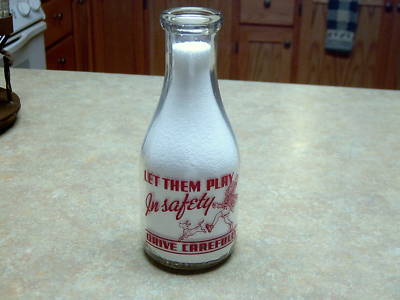 LET THEM PLAY
In safety
DRIVE CAREFUL